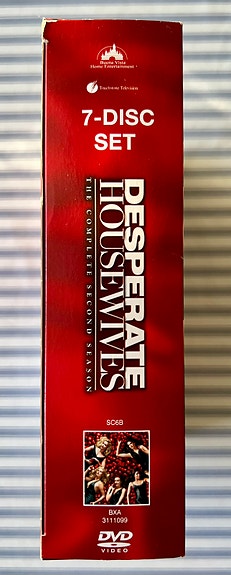 Buena Vista
Home Entertainment
Touchstone Television
7-DISC
SET
DESPERATE
HOUSEWIVES
THE COMPLETE SECOND SEASON
SC6B
BXA
3111099
DVD
VIDEO